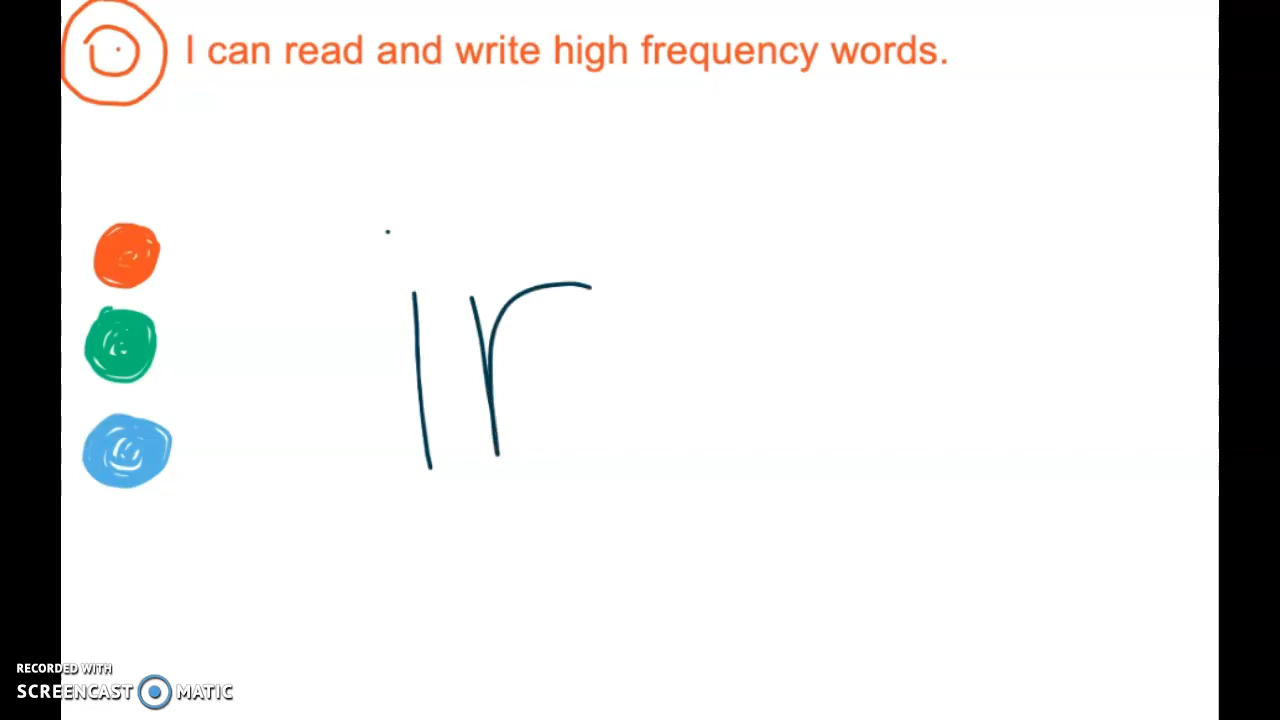 I can read and write high frequency words.
ir
RECORDED WITH
SCREENCAST MATIC